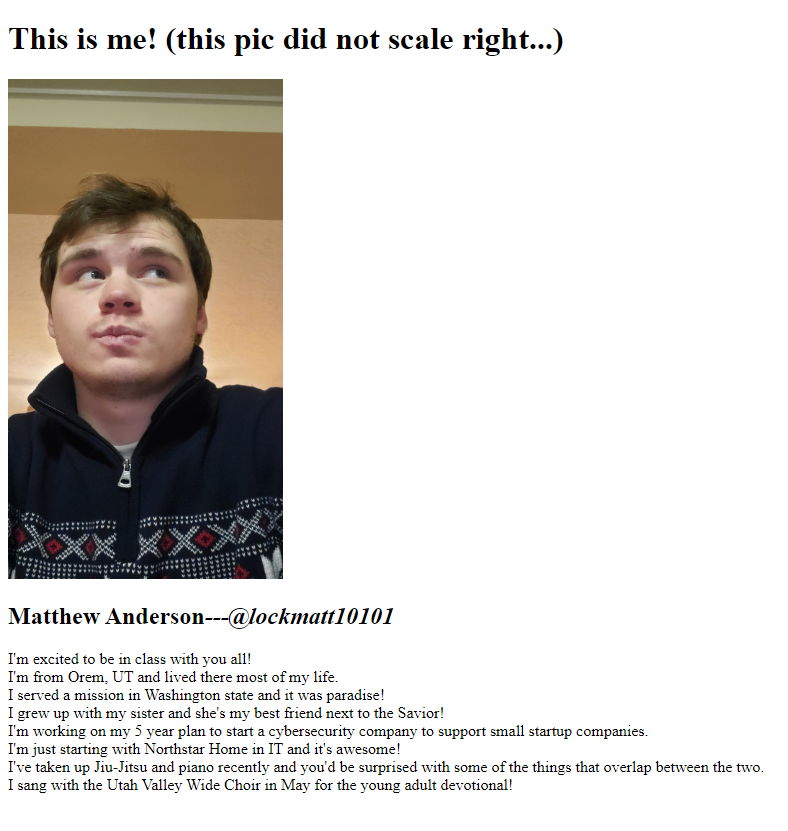 This is me! (this pic did not scale right...)
Matthew Anderson---@lockmatt10101
I'm excited to be in class with you all!
I'm from Orem, UT and lived there most of my life.
I served a mission in Washington state and it was paradise!
I grew up with my sister and she's my best friend next to the Savior!
I'm working on my 5 year plan to start a cybersecurity company to support small startup companies.
I'm just starting with Northstar Home in IT and it's awesome!
I've taken up Jiu-Jitsu and piano recently and you'd be surprised with some of the things that overlap between the two.
I sang with the Utah Valley Wide Choir in May for the young adult devotional!